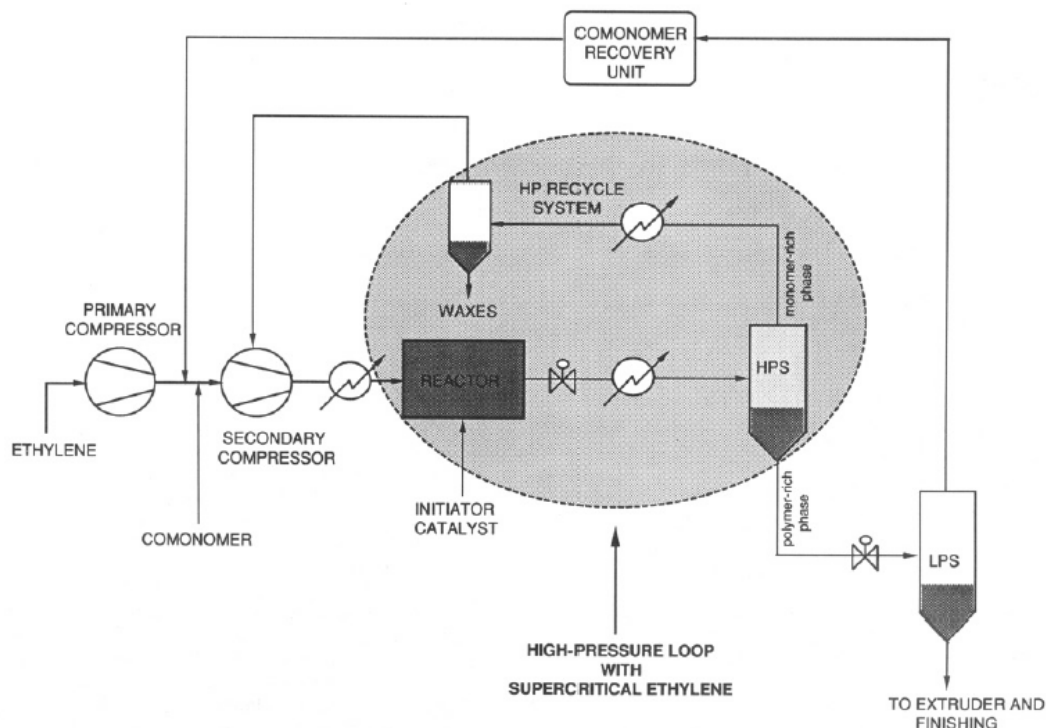 COMONOMER
RECOVERY
UNIT
HP RECYCLE
SYSTEM
monomer-rich
phase
WAXES
PRIMARY
COMPRESSOR
REACTOR
HPS
ETHYLENE
SECONDARY
COMPRESSOR
INITIATOR
CATALYST
COMONOMER
polymer-rich
phase
LPS
HIGH-PRESSURE LOOP
WITH
SUPERCRITICAL ETHYLENE
TO EXTRUDER AND
FINISHING